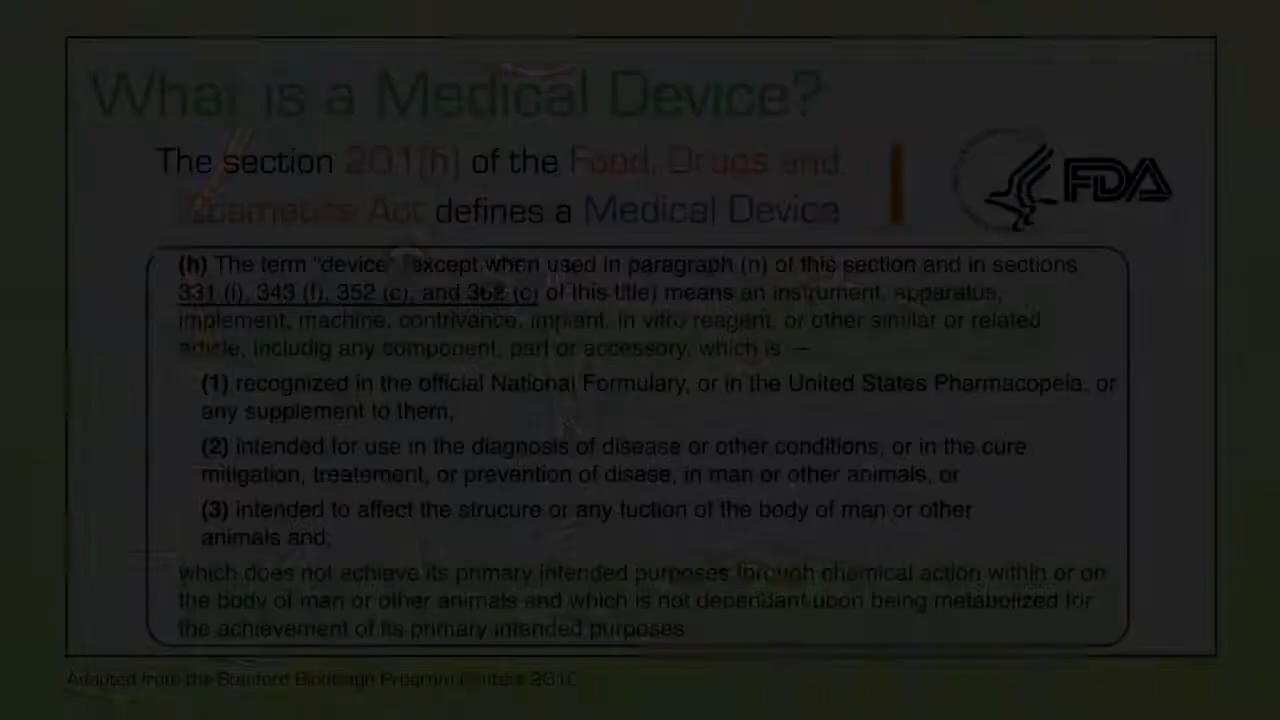 What is a Medical Device?
The section 201(h) of the Food, Drugs and
Cosmetics Act defines a Medical Device
FDA
(h) The term "device" (except when used in paragraph (n) of this section and in sections
331 (i), 343 (f), 352 (c), and 362 (c) of this title) means an instrument, apparatus,
implement, machine, contrivance, implant, in vitro reagent, or other similar or related
article, includig any component, part or accessory, which is —
(1) recognized in the official National Formulary, or in the United States Pharmacopeia, or
any supplement to them,
(2) intended for use in the diagnosis of disease or other conditions, or in the cure
mitigation, treatement, or prevention of disease, in man or other animals, or
(3) intended to affect the strucure or any fuction of the body of man or other
animals and,
which does not achieve its primary intended purposes through chemical action within or on
the body of man or other animals and which is not dependant upon being metabolized for
the achievement of its primary intended purposes
Adapted from the Stanford Biodesign Program Contents 2010